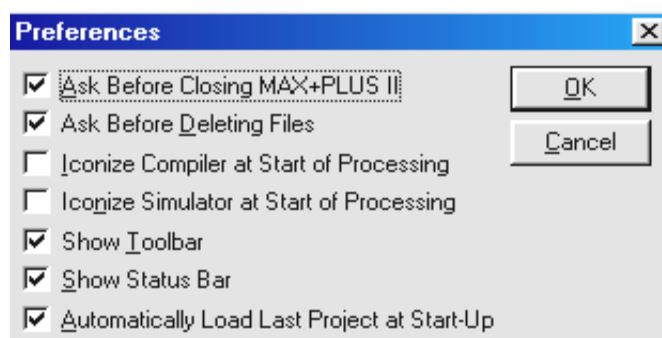 Preferences
Ask Before Closing MAX+PLUS II
OK
Ask Before Deleting Files
Cancel
Iconize Compiler at Start of Processing
Iconize Simulator at Start of Processing
Show Toolbar
Show Status Bar
Automatically Load Last Project at Start-Up